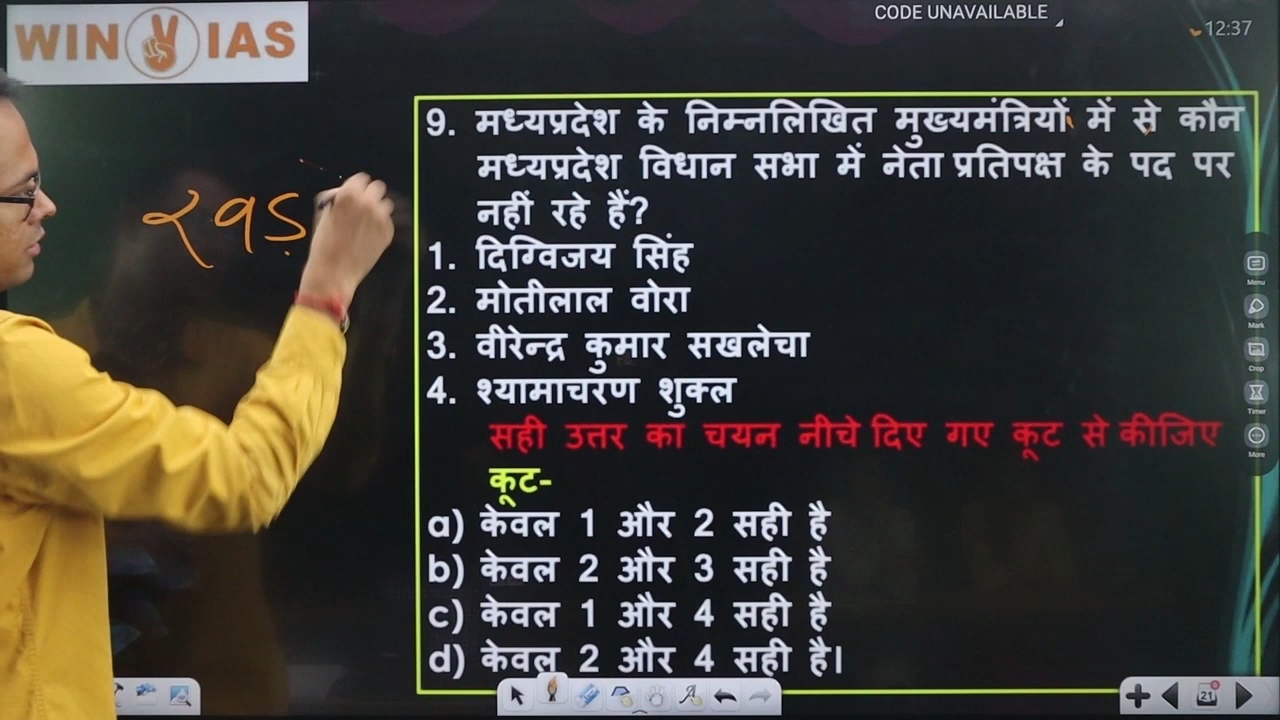 WIN IAS
CODE UNAVAILABLE
12:37
9. मध्यप्रदेश के निम्नलिखित मुख्यमंत्रियों में से कौन
मध्यप्रदेश विधान सभा में नेता प्रतिपक्ष के पद पर
नहीं रहे हैं?
1. दिग्विजय सिंह
2. मोतीलाल वोरा
3. वीरेन्द्र कुमार सखलेचा
4. श्यामाचरण शुक्ल
सही उत्तर का चयन नीचे दिए गए कूट से कीजिए
कूट-
a) केवल 1 और 2 सही है
b) केवल 2 और 3 सही है
c) केवल 1 और 4 सही है
d) केवल 2 और 4 सही है।
Menu
Mark
Crop
Timer
More
21